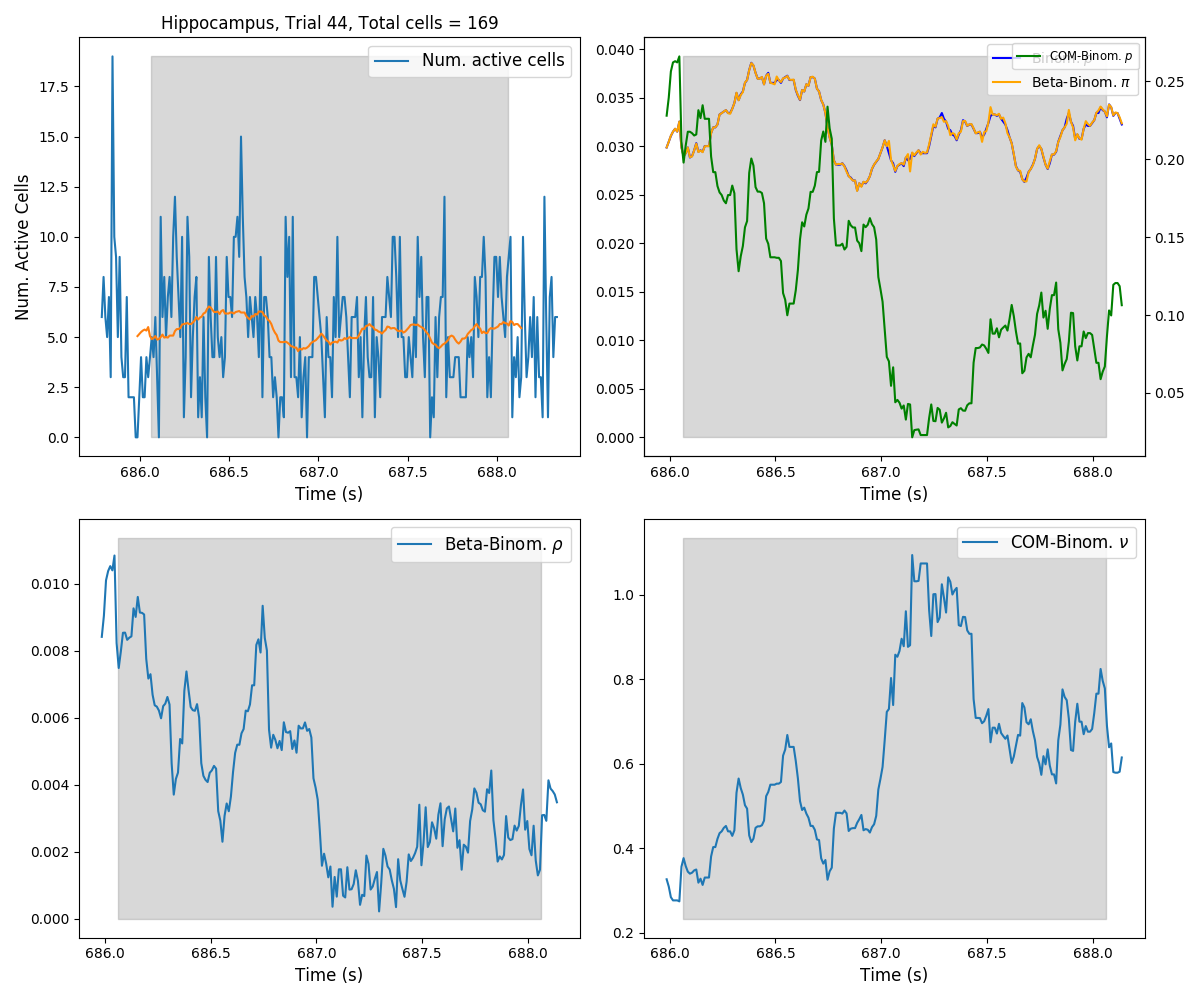 Hippocampus, Trial 44, Total cells = 169
Num. Active Cells
17.5
15.0
12.5
10.0
7.5
5.0
2.5
0.0
Num. active cells
686.0 686.5 687.0 687.5 688.0
Time (s)
0.040
0.035
0.030
0.025
0.020
0.015
0.010
0.005
0.000
COM-Binom. p
Beta-Binom. π
0.25
0.20
0.15
0.10
0.05
686.0 686.5 687.0 687.5 688.0
Time (s)
0.010
0.008
0.006
0.004
0.002
0.000
Beta-Binom. ρ
686.0 686.5 687.0 687.5 688.0
Time (s)
1.0
0.8
0.6
0.4
0.2
COM-Binom. ν
686.0 686.5 687.0 687.5 688.0
Time (s)